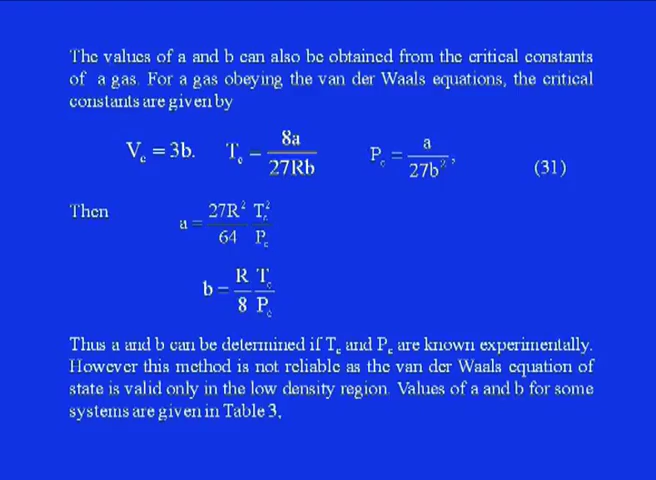 The values of a and b can also be obtained from the critical constants
of a gas. For a gas obeying the van der Waals equations, the critical
constants are given by
V_c = 3b. T_c = 8a/27Rb P_c = a/27b², (31)
Then a = 27R²/64 T_c²/P_c
b = R/8 T_c/P_c
Thus a and b can be determined if T_c and P_c are known experimentally.
However this method is not reliable as the van der Waals equation of
state is valid only in the low density region. Values of a and b for some
systems are given in Table 3,